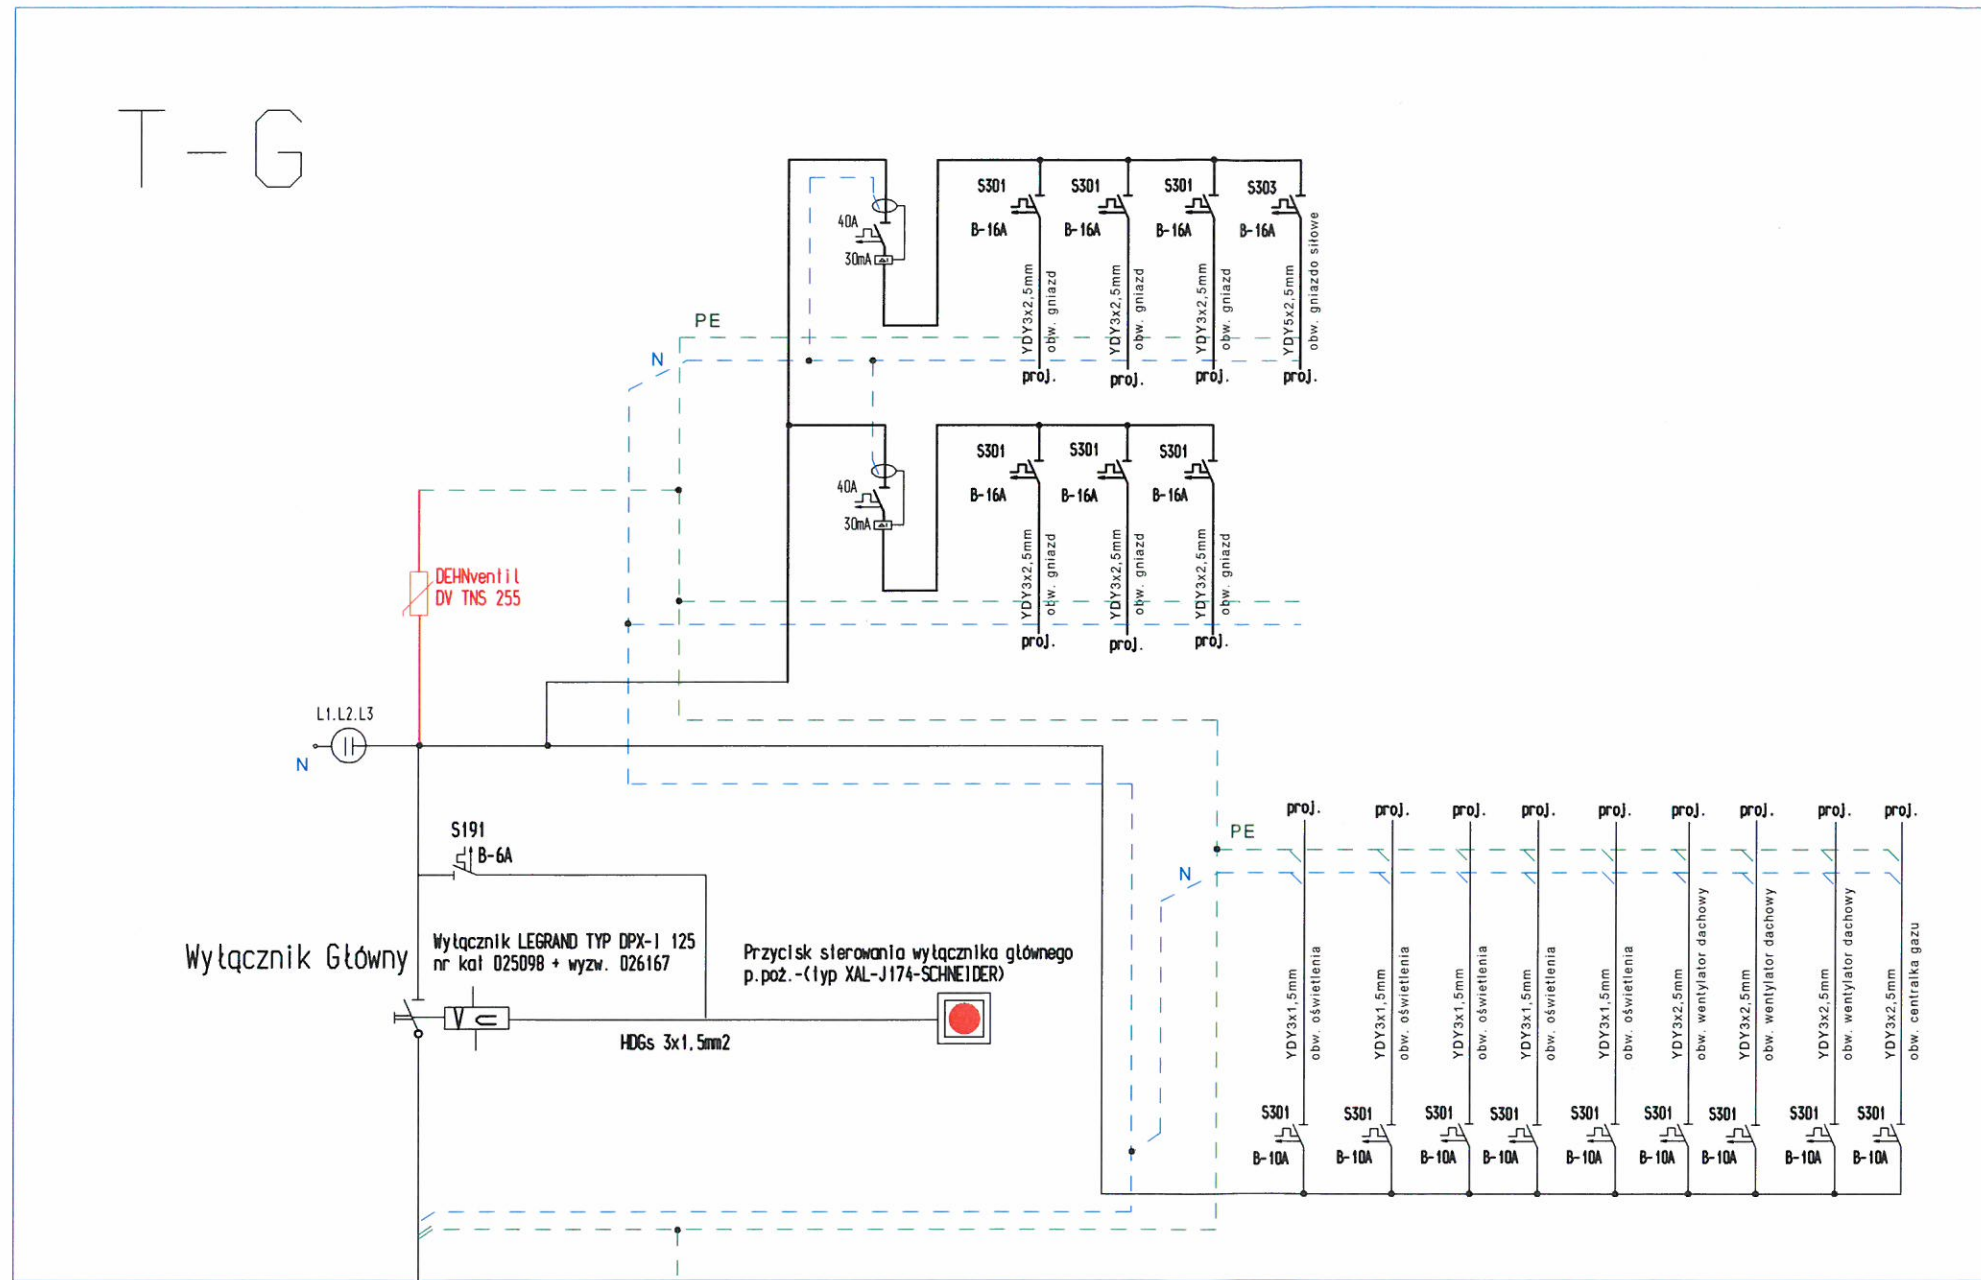 T-G
S301
S301
S301
S303
40A
B-16A
B-16A
B-16A
B-16A
30mA
YDY3x2,5mm
obw. gniazd
YDY3x2,5mm
obw. gniazd
YDY3x2,5mm
obw. gniazd
YDY5x2,5mm
obw. gniazdo siłowe
PE
N
proj.
proj.
proj.
proj.
S301
S301
S301
40A
B-16A
B-16A
B-16A
30mA
YDY3x2,5mm
obw. gniazd
YDY3x2,5mm
obw. gniazd
YDY3x2,5mm
obw. gniazd
proj.
proj.
proj.
DEHNventil
DV TNS 255
L1.L2.L3
N
S191
B-6A
Wyłącznik Główny
Wyłącznik LEGRAND TYP DPX-I 125
nr kat 025098 + wyzw. 026167
Przycisk sterowania wyłącznika głównego
p.poż.-(typ XAL-J174-SCHNEIDER)
HDGs 3x1,5mm2
proj.
proj.
proj.
proj.
proj.
proj.
proj.
proj.
proj.
PE
N
YDY3x1,5mm
obw. oświetlenia
YDY3x1,5mm
obw. oświetlenia
YDY3x1,5mm
obw. oświetlenia
YDY3x1,5mm
obw. oświetlenia
YDY3x1,5mm
obw. oświetlenia
YDY3x2,5mm
obw. wentylator dachowy
YDY3x2,5mm
obw. wentylator dachowy
YDY3x2,5mm
obw. wentylator dachowy
YDY3x2,5mm
obw. centralka gazu
S301
S301
S301
S301
S301
S301
S301
S301
S301
B-10A
B-10A
B-10A
B-10A
B-10A
B-10A
B-10A
B-10A
B-10A